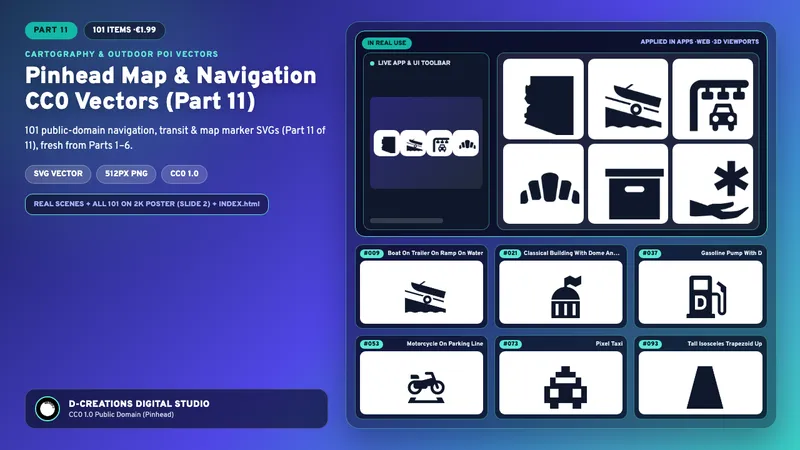 PART 11
101 ITEMS ·€1.99
CARTOGRAPHY & OUTDOOR POI VECTORS
Pinhead Map & Navigation
CC0 Vectors (Part 11)
101 public-domain navigation, transit & map marker SVGs (Part 11 of
11), fresh from Parts 1–6.
SVG VECTOR
512PX PNG
CC0 1.0
REAL SCENES + ALL 101 ON 2K POSTER (SLIDE 2) + INDEX.html
D-CREATIONS DIGITAL STUDIO
CC0 1.0 Public Domain (Pinhead)
IN REAL USE
APPLIED IN APPS ·WEB ·3D VIEWPORTS
LIVE APP & UI TOOLBAR
#009 Boat On Trailer On Ramp On Water
#021 Classical Building With Dome An...
#037 Gasoline Pump With D
D
#053 Motorcycle On Parking Line
#073 Pixel Taxi
#093 Tall Isosceles Trapezoid Up